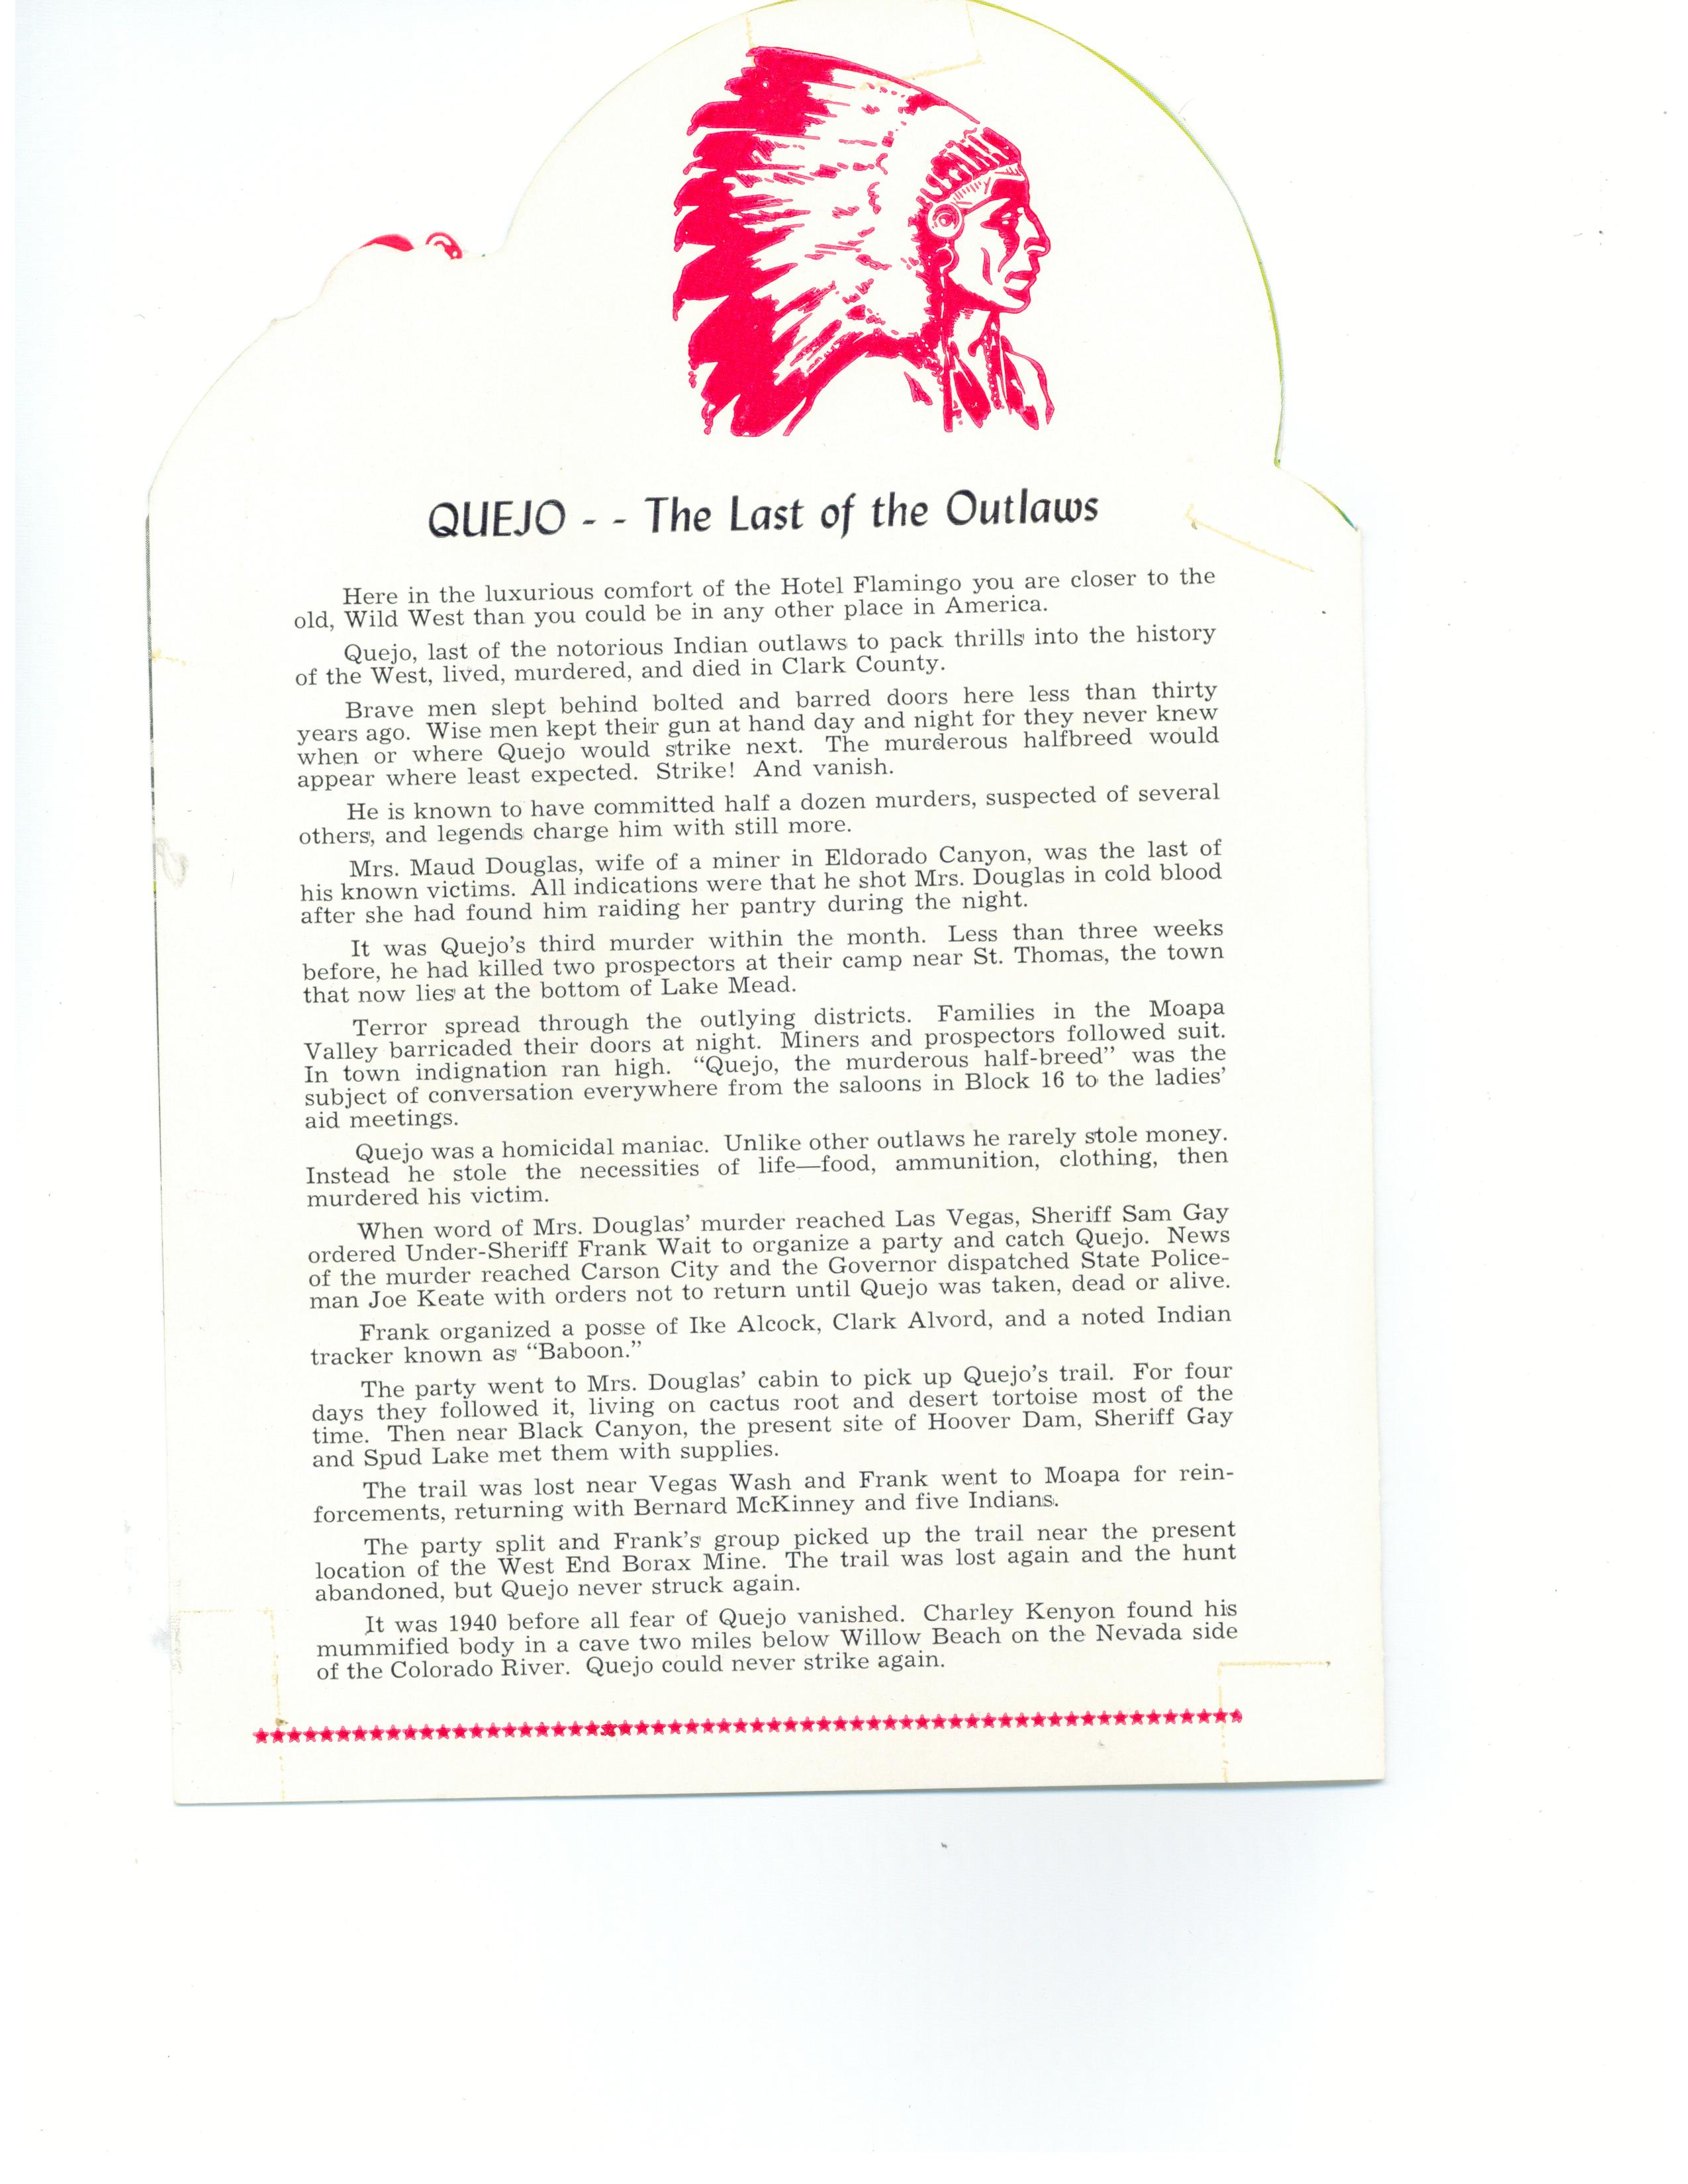 QUEJO - - The Last of the Outlaws
Here in the luxurious comfort of the Hotel Flamingo you are closer to the
old, Wild West than you could be in any other place in America.
Quejo, last of the notorious Indian outlaws to pack thrills into the history
of the West, lived, murdered, and died in Clark County.
Brave men slept behind bolted and barred doors here less than thirty
years ago. Wise men kept their gun at hand day and night for they never knew
when or where Quejo would strike next. The murderous halfbreed would
appear where least expected. Strike! And vanish.
He is known to have committed half a dozen murders, suspected of several
others, and legends charge him with still more.
Mrs. Maud Douglas, wife of a miner in Eldorado Canyon, was the last of
his known victims. All indications were that he shot Mrs. Douglas in cold blood
after she had found him raiding her pantry during the night.
It was Quejo's third murder within the month. Less than three weeks
before, he had killed two prospectors at their camp near St. Thomas, the town
that now lies at the bottom of Lake Mead.
Terror spread through the outlying districts. Families in the Moapa
Valley barricaded their doors at night. Miners and prospectors followed suit.
In town indignation ran high. "Quejo, the murderous half-breed" was the
subject of conversation everywhere from the saloons in Block 16 to the ladies'
aid meetings.
Quejo was a homicidal maniac. Unlike other outlaws he rarely stole money.
Instead he stole the necessities of life—food, ammunition, clothing, then
murdered his victim.
When word of Mrs. Douglas' murder reached Las Vegas, Sheriff Sam Gay
ordered Under-Sheriff Frank Wait to organize a party and catch Quejo. News
of the murder reached Carson City and the Governor dispatched State Police-
man Joe Keate with orders not to return until Quejo was taken, dead or alive.
Frank organized a posse of Ike Alcock, Clark Alvord, and a noted Indian
tracker known as "Baboon."
The party went to Mrs. Douglas' cabin to pick up Quejo's trail. For four
days they followed it, living on cactus root and desert tortoise most of the
time. Then near Black Canyon, the present site of Hoover Dam, Sheriff Gay
and Spud Lake met them with supplies.
The trail was lost near Vegas Wash and Frank went to Moapa for rein-
forcements, returning with Bernard McKinney and five Indians.
The party split and Frank's group picked up the trail near the present
location of the West End Borax Mine. The trail was lost again and the hunt
abandoned, but Quejo never struck again.
It was 1940 before all fear of Quejo vanished. Charley Kenyon found his
mummified body in a cave two miles below Willow Beach on the Nevada side
of the Colorado River. Quejo could never strike again.